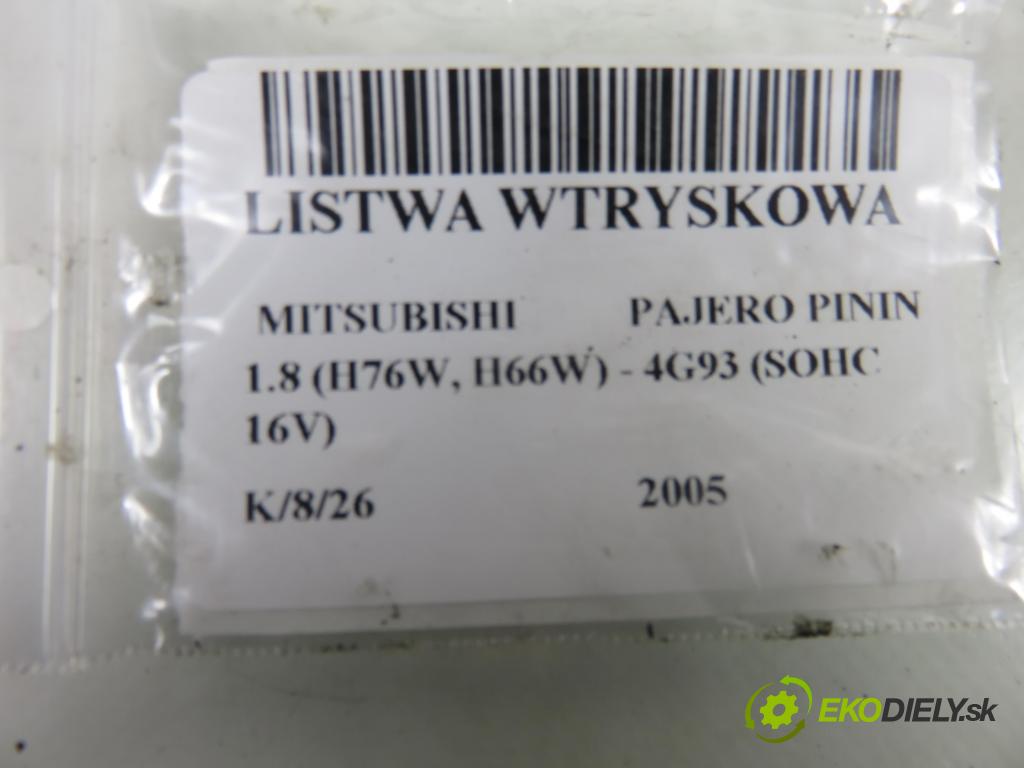 LISTWA WTRYSKOWA
MITSUBISHI PAJERO PININ
1.8 (H76W, H66W) - 4G93 (SOHC
16V)
K/8/26 2005
EKODIELY.sk